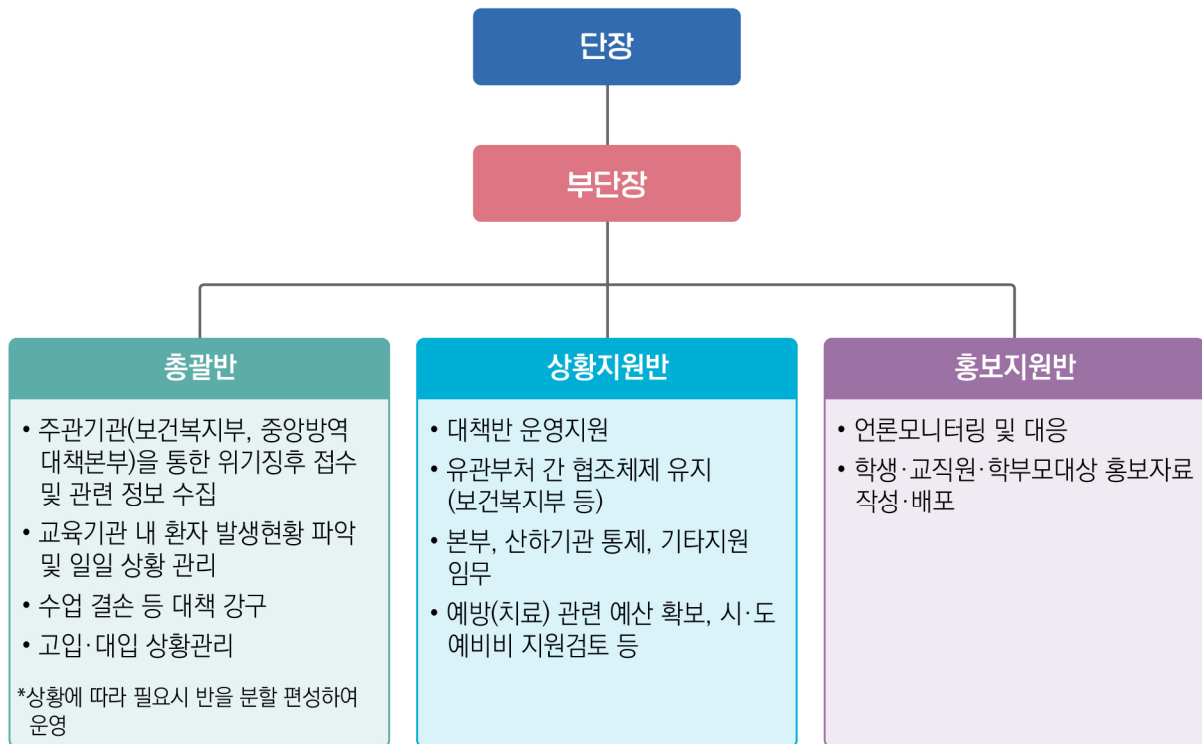 단장
부단장
총괄반
• 주관기관(보건복지부, 중앙방역
대책본부)을 통한 위기징후 접수
및 관련 정보 수집
• 교육기관 내 환자 발생현황 파악
및 일일 상황 관리
• 수업 결손 등 대책 강구
• 고입·대입 상황관리
*상황에 따라 필요시 반을 분할 편성하여
운영
상황지원반
• 대책반 운영지원
• 유관부처 간 협조체제 유지
(보건복지부 등)
• 본부, 산하기관 통제, 기타지원
임무
• 예방(치료) 관련 예산 확보, 시·도
예비비 지원검토 등
홍보지원반
• 언론모니터링 및 대응
• 학생·교직원·학부모대상 홍보자료
작성·배포